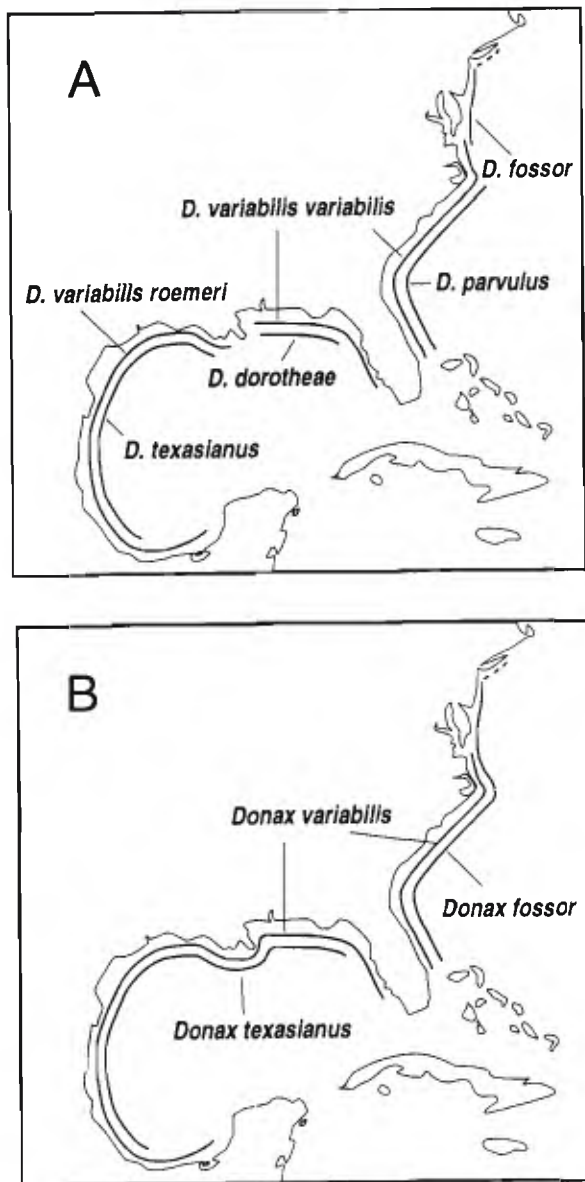 A
D. fossor
D. variabilis variabilis
D. parvulus
D. variabilis roemeri
D. dorotheae
D. texasianus
B
Donax variabilis
Donax fossor
Donax texasianus